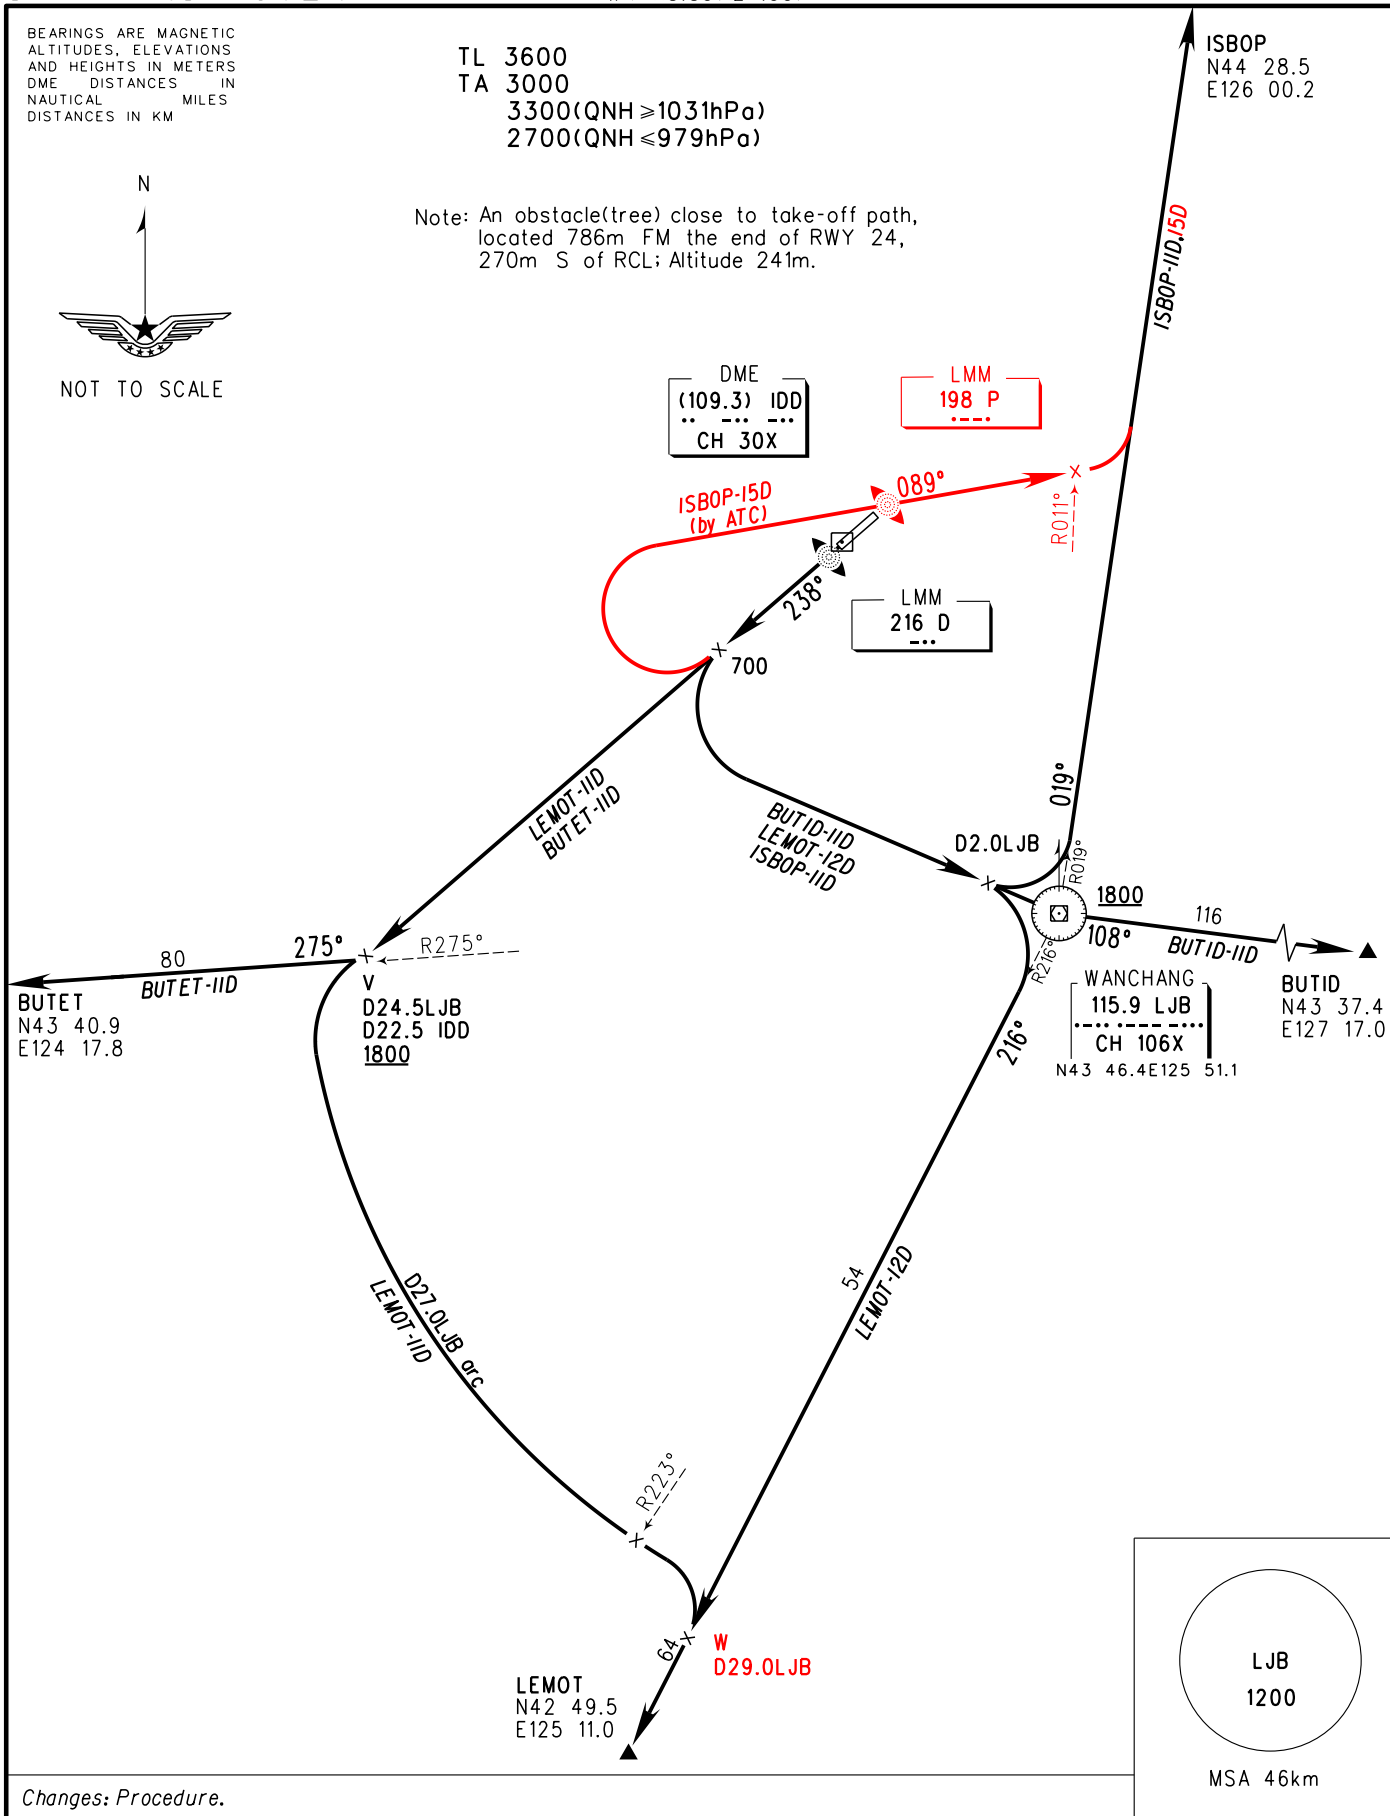 BEARINGS ARE MAGNETIC
ALTITUDES, ELEVATIONS
AND HEIGHTS IN METERS
DME DISTANCES IN
NAUTICAL MILES
DISTANCES IN KM
TL 3600
TA 3000
3300(QNH≥1031hPa)
2700(QNH≤979hPa)
ISBOP
N44 28.5
E126 00.2
N
NOT TO SCALE
Note: An obstacle(tree) close to take-off path,
located 786m FM the end of RWY 24,
270m S of RCL; Altitude 241m.
ISBOP-11D,15D
DME
(109.3) IDD
CH 30X
LMM
198 P
ISBOP-15D
(by ATC)
089°
R011°
238°
LMM
216 D
700
LEMOT-11D
BUTET-11D
BUTID-11D
LEMOT-12D
ISBOP-11D
019°
D2.0LJB
R019°
1800
116
108°
BUTID-11D
R216°
216°
WANCHANG
115.9 LJB
CH 106X
N43 46.4E125 51.1
BUTID
N43 37.4
E127 17.0
80
275°
R275°
BUTET-11D
BUTET
N43 40.9
E124 17.8
V
D24.5LJB
D22.5 IDD
1800
D27.0LJB arc
LEMOT-11D
54
LEMOT-12D
R223°
64
W
D29.0LJB
LEMOT
N42 49.5
E125 11.0
LJB
1200
MSA 46km
Changes: Procedure.